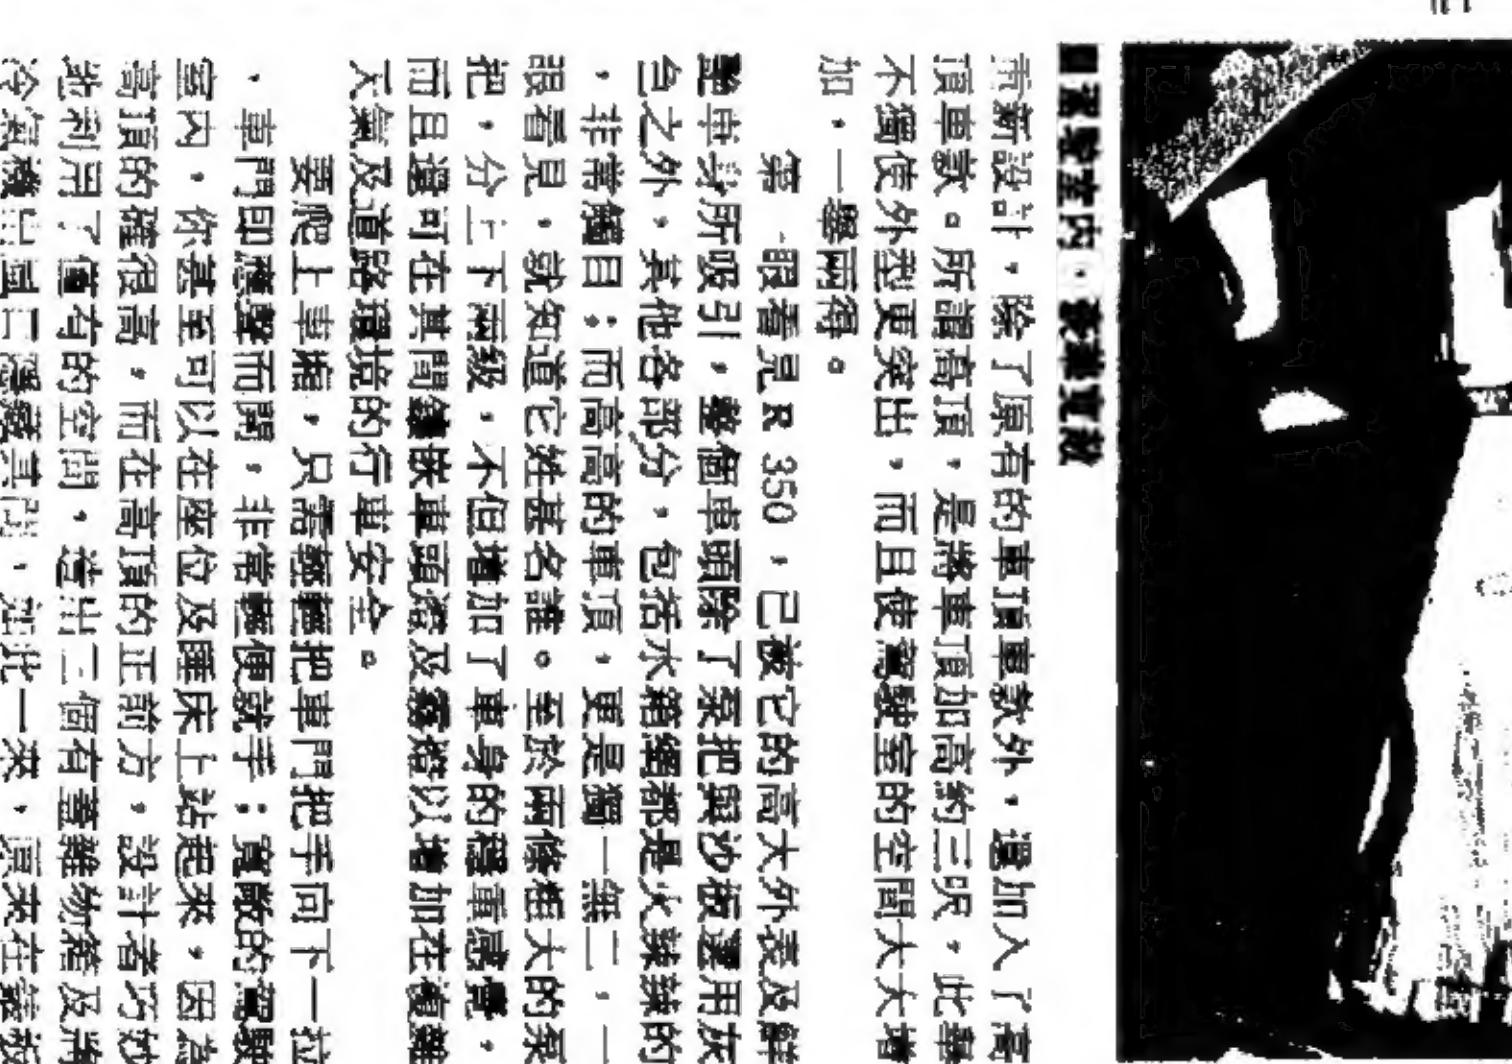 ■駕駛室內，豪華寬敞
新設計，除了原有的車頂車款外，還加入了高
頂車款。所謂高頂，是將車頂加高約三呎，此舉
不獨使外型更突出，而且使駕駛室的空間大大增
加，一舉兩得。
第一眼看見R 350，已被它的高大外表及鮮
豔車身所吸引，整個車頭除了泵把與沙板選用灰
色之外，其他各部分，包括水箱網都是火辣辣的
，非常觸目；而高高的車頂，更是獨一無二，一
眼看見，就知道它姓甚名誰。至於兩條粗大的泵
把，分上下兩級，不但增加了車身的穩重感覺，
而且還可在其間鑲嵌車頭燈及霧燈以增加在複雜
天氣及道路環境的行車安全。
要爬上車廂，只需輕輕把車門把手向下一拉
，車門即應聲而開，非常輕便就手；寬敞的駕駛
室內，你甚至可以在座位及睡床上站起來，因為
高頂的確很高，而在高頂的正前方，設計者巧妙
地利用了僅有的空間，造出三個有蓋雜物箱及將
冷氣機出風口隱藏其間，如此一來，原來在儀錶